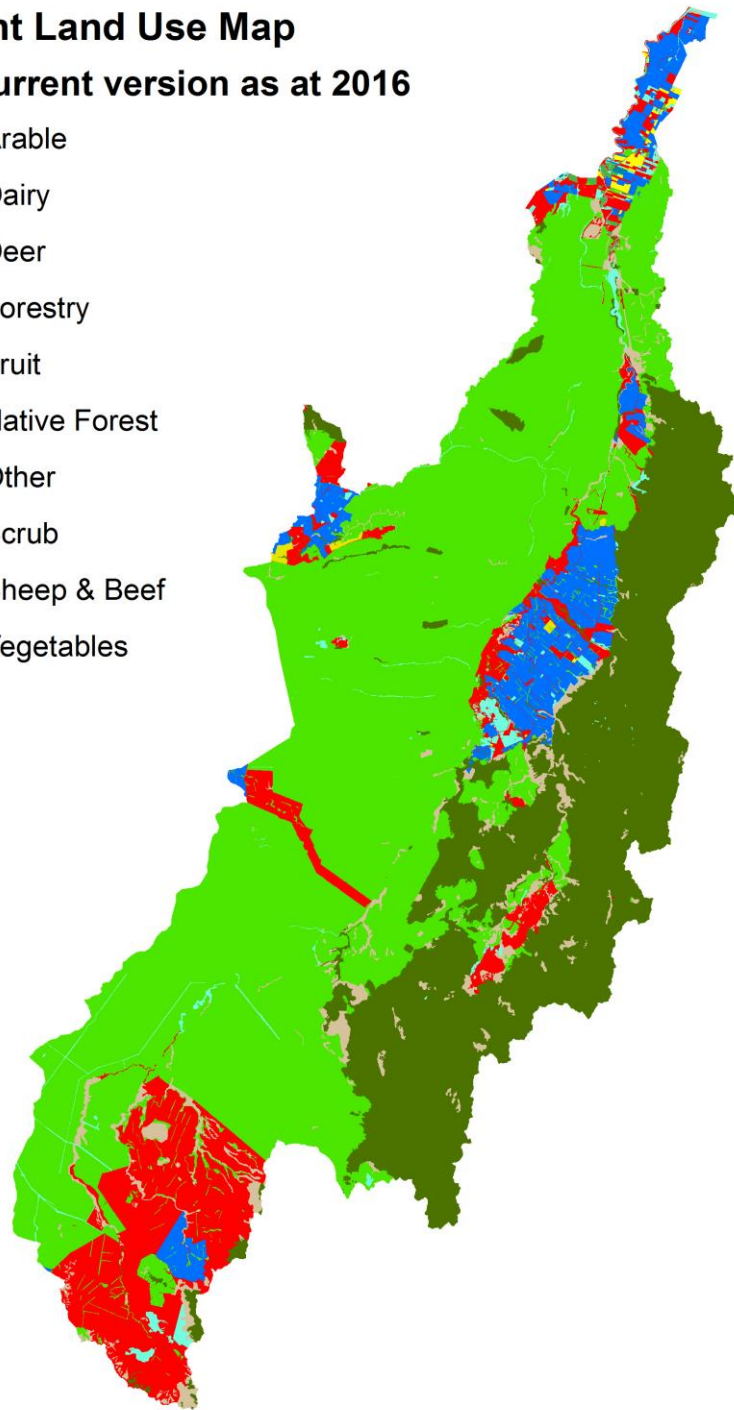 nt Land Use Map
urrent version as at 2016
rable
airy
eer
orestry
ruit
lative Forest
ther
crub
heep & Beef
egetables